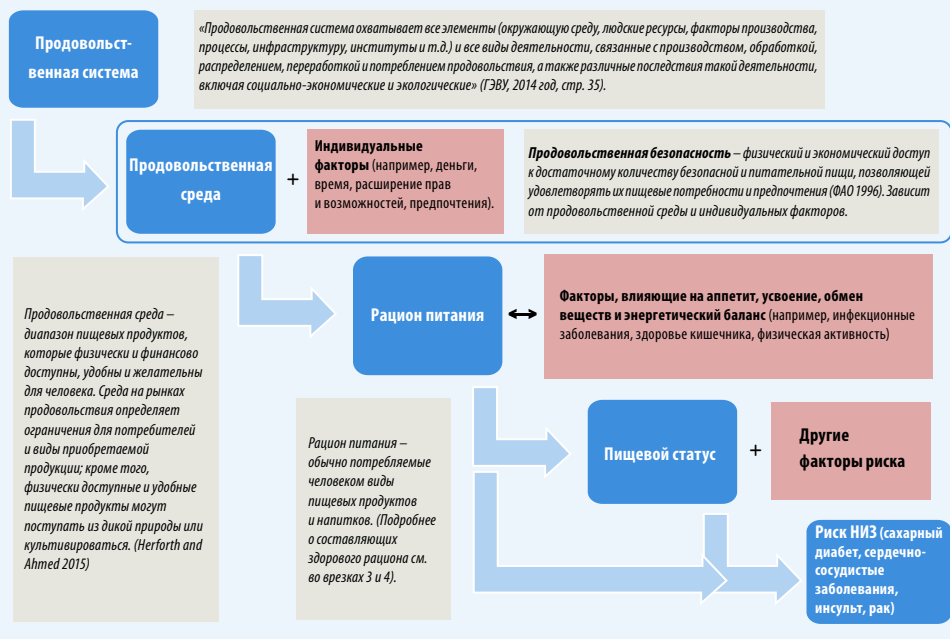 Продовольст-
венная система
«Продовольственная система охватывает все элементы (окружающую среду, людские ресурсы, факторы производства,
процессы, инфраструктуру, институты и т.д.) и все виды деятельности, связанные с производством, обработкой,
распределением, переработкой и потреблением продовольствия, а также различные последствия такой деятельности,
включая социально-экономические и экологические» (ГЭВУ, 2014 год, стр. 35).
Продовольственная
среда
+
Индивидуальные
факторы (например, деньги,
время, расширение прав
и возможностей, предпочтения).
Продовольственная безопасность – физический и экономический доступ
к достаточному количеству безопасной и питательной пищи, позволяющей
удовлетворять их пищевые потребности и предпочтения (ФАО 1996). Зависит
от продовольственной среды и индивидуальных факторов.
Продовольственная среда –
диапазон пищевых продуктов,
которые физически и финансово
доступны, удобны и желательны
для человека. Среда на рынках
продовольствия определяет
ограничения для потребителей
и виды приобретаемой
продукции; кроме того,
физически доступные и удобные
пищевые продукты могут
поступать из дикой природы или
культивироваться. (Herforth and
Ahmed 2015)
Рацион питания
Факторы, влияющие на аппетит, усвоение, обмен
веществ и энергетический баланс (например, инфекционные
заболевания, здоровье кишечника, физическая активность)
Рацион питания –
обычно потребляемые
человеком виды
пищевых продуктов
и напитков. (Подробнее
о составляющих
здорового рациона см.
во врезках 3 и 4).
Пищевой статус
+
Другие
факторы риска
Риск НИЗ (сахарный
диабет, сердечно-
сосудистые
заболевания,
инсульт, рак)